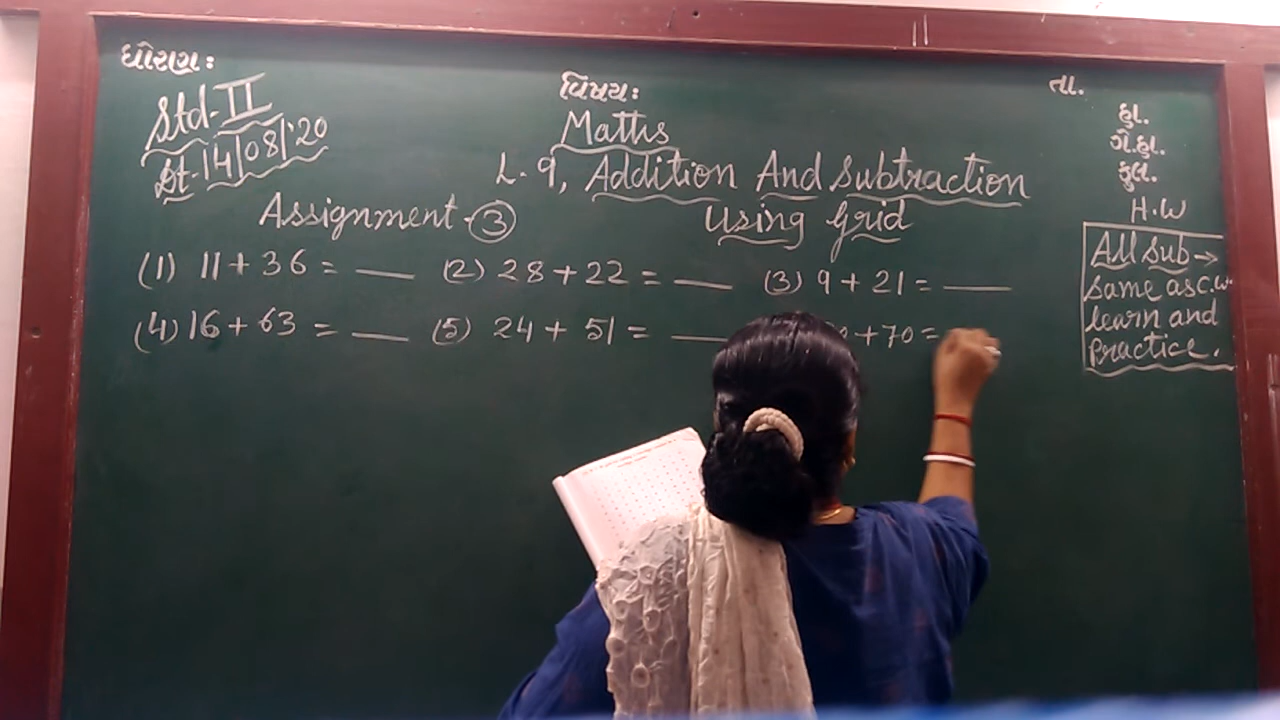 ધોરણ:
Std-II
Dt-14/08/'20
વિષય:
Maths
L-9, Addition And Subtraction
Using Grid
તા.
હા.
ગે.હા.
કુલ.
H.W
All Sub→
Same as C.W.
learn and
Practice.
Assignment-③
(1) 11+36 = ___ (2) 28+22 = ___ (3) 9+21 = ___
(4) 16+63 = ___ (5) 24+51 = ___ +70=